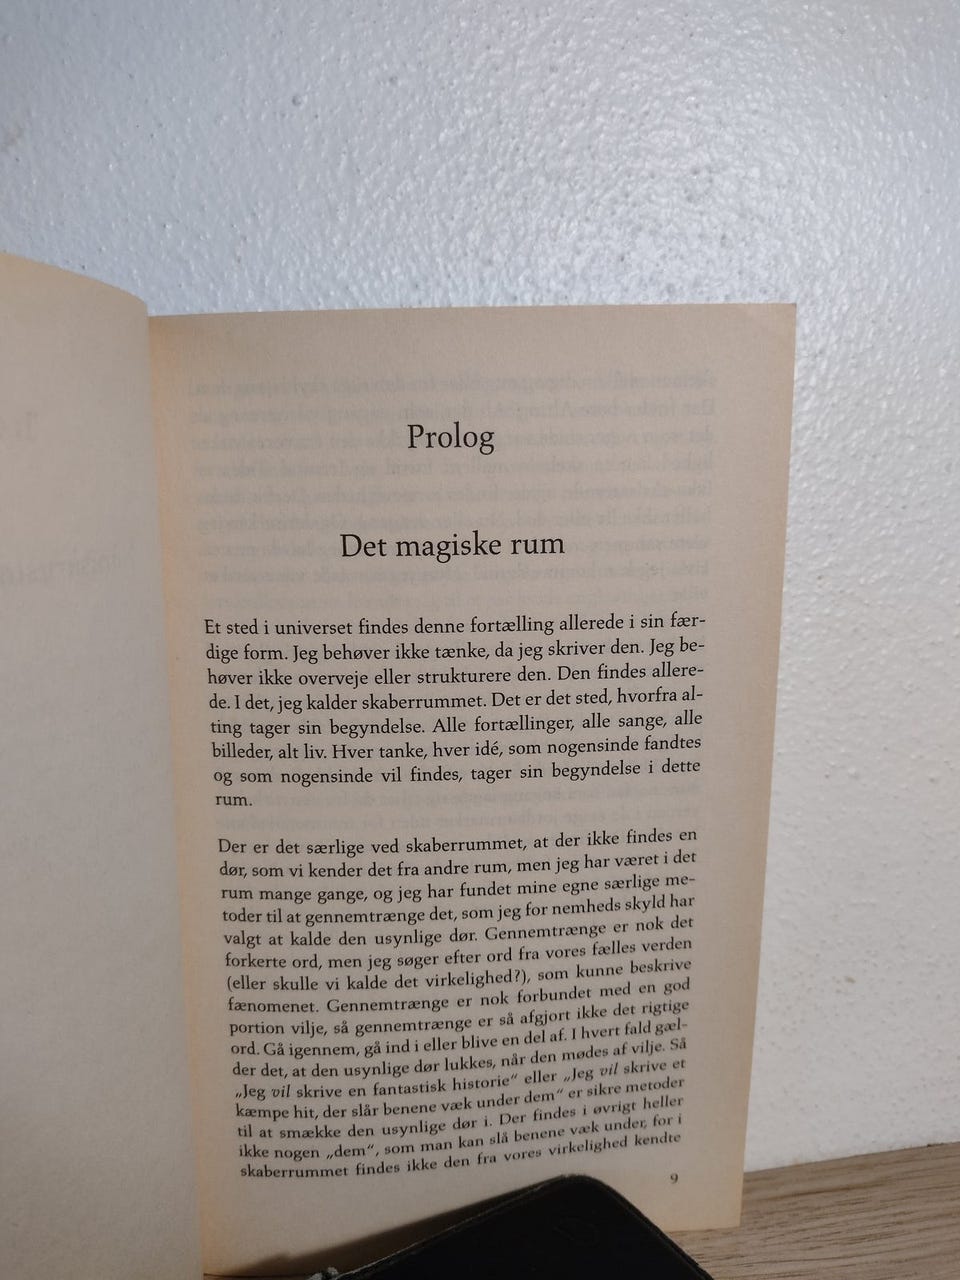 Prolog
Det magiske rum
Et sted i universet findes denne fortælling allerede i sin fær-
dige form. Jeg behøver ikke tænke, da jeg skriver den. Jeg be-
høver ikke overveje eller strukturere den. Den findes allere-
de. I det, jeg kalder skaberrummet. Det er det sted, hvorfra al-
ting tager sin begyndelse. Alle fortællinger, alle sange, alle
billeder, alt liv. Hver tanke, hver idé, som nogensinde fandtes
og som nogensinde vil findes, tager sin begyndelse i dette
rum.
Der er det særlige ved skaberrummet, at der ikke findes en
dør, som vi kender det fra andre rum, men jeg har været i det
rum mange gange, og jeg har fundet mine egne særlige me-
toder til at gennemtrænge det, som jeg for nemheds skyld har
valgt at kalde den usynlige dør. Gennemtrænge er nok det
forkerte ord, men jeg søger efter ord fra vores fælles verden
(eller skulle vi kalde det virkelighed?), som kunne beskrive
fænomenet. Gennemtrænge er nok forbundet med en god
portion vilje, så gennemtrænge er så afgjort ikke det rigtige
ord. Gå igennem, gå ind i eller blive en del af. I hvert fald gæl-
der det, at den usynlige dør lukkes, når den mødes af vilje. Så
„Jeg vil skrive en fantastisk historie“ eller „Jeg vil skrive et
kæmpe hit, der slår benene væk under dem“ er sikre metoder
til at smække den usynlige dør i. Der findes i øvrigt heller
ikke nogen „dem“, som man kan slå benene væk under, for i
skaberrummet findes ikke den fra vores virkelighed kendte
9